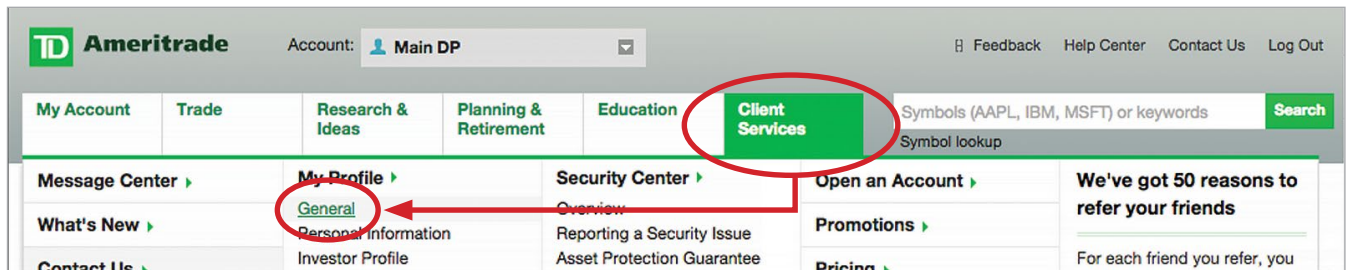 TD Ameritrade
Account: Main DP
Feedback Help Center Contact Us Log Out
My Account
Trade
Research &
Ideas
Planning &
Retirement
Education
Client
Services
Symbols (AAPL, IBM, MSFT) or keywords
Search
Symbol lookup
Message Center
What's New
Contact Us
My Profile
General
Personal Information
Investor Profile
Security Center
Overview
Reporting a Security Issue
Asset Protection Guarantee
Open an Account
Promotions
Pricing
We've got 50 reasons to
refer your friends
For each friend you refer, you